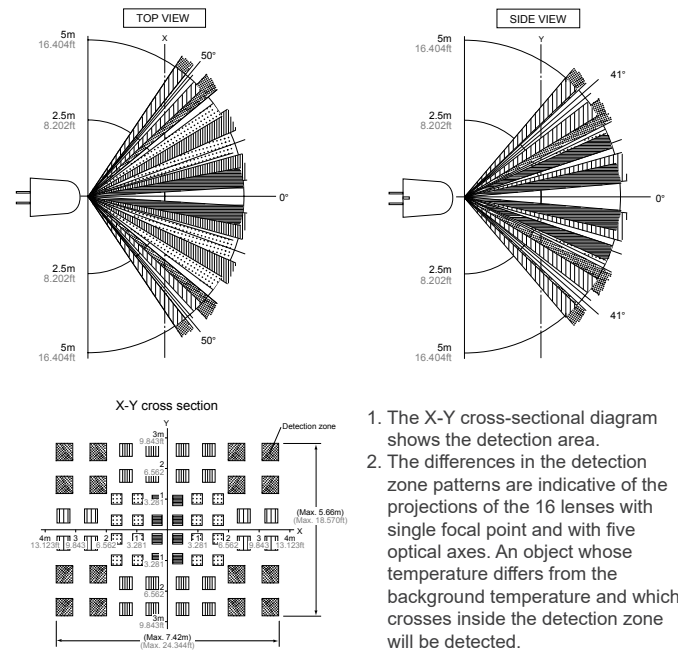 TOP VIEW
SIDE VIEW
5m
16.404ft
X
50°
2.5m
8.202ft
0°
2.5m
8.202ft
5m
16.404ft
50°
5m
16.404ft
Y
41°
2.5m
8.202ft
0°
2.5m
8.202ft
5m
16.404ft
41°
X-Y cross section
Y
Detection zone
3m
9.843ft
2
6.562
1
3.281
(Max. 5.66m)
(Max. 18.570ft)
X
4m 3 2 1 1 2 3 4m
13.123ft 9.843 6.562 3.281 3.281 6.562 9.843 13.123ft
1
3.281
2
6.562
3m
9.843ft
(Max. 7.42m)
(Max. 24.344ft)
1. The X-Y cross-sectional diagram
shows the detection area.
2. The differences in the detection
zone patterns are indicative of the
projections of the 16 lenses with
single focal point and with five
optical axes. An object whose
temperature differs from the
background temperature and which
crosses inside the detection zone
will be detected.